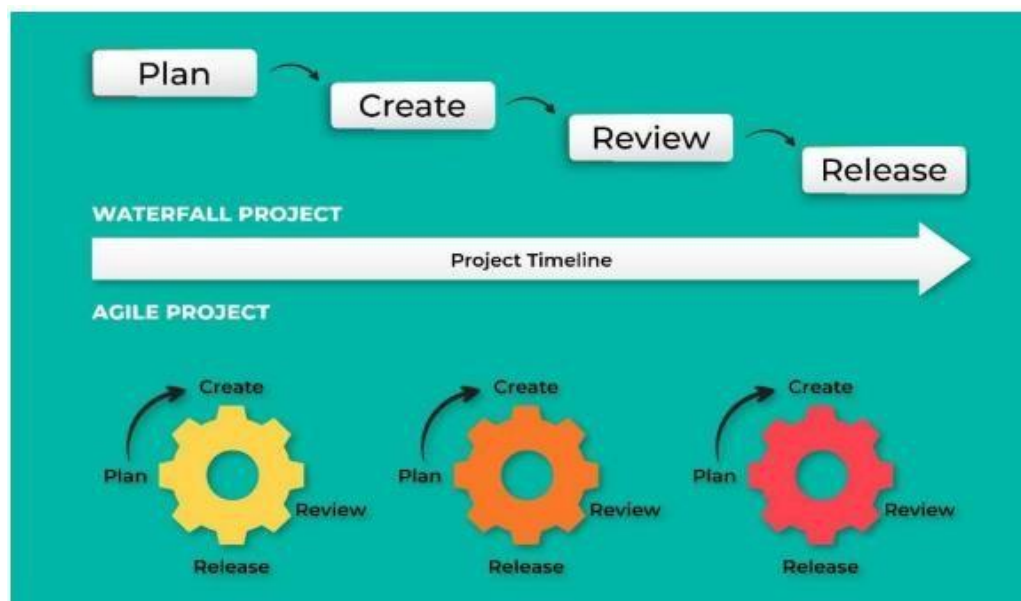 Plan
Create
Review
Release
WATERFALL PROJECT
Project Timeline
AGILE PROJECT
Create
Plan
Review
Release
Create
Plan
Review
Release
Create
Plan
Review
Release